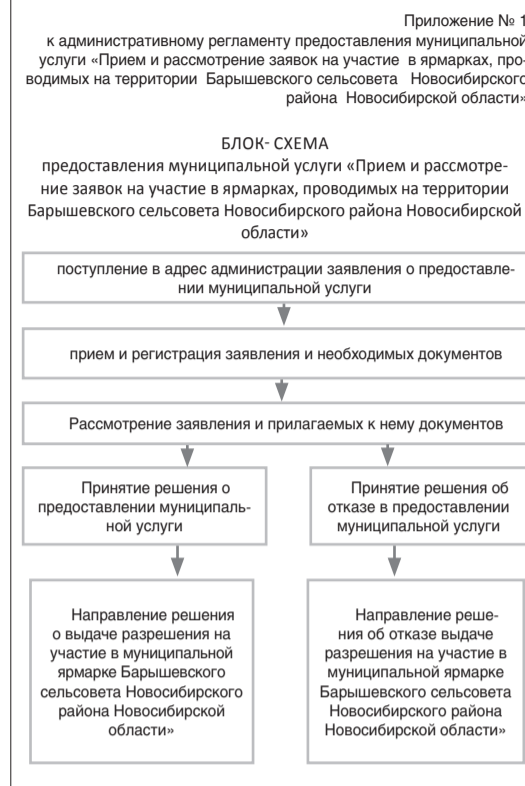 Приложение № 1
к административному регламенту предоставления муниципальной
услуги «Прием и рассмотрение заявок на участие в ярмарках, про-
водимых на территории Барышевского сельсовета Новосибирского
района Новосибирской области»
БЛОК- СХЕМА
предоставления муниципальной услуги «Прием и рассмотре-
ние заявок на участие в ярмарках, проводимых на территории
Барышевского сельсовета Новосибирского района Новосибирской
области»
поступление в адрес администрации заявления о предоставле-
нии муниципальной услуги
прием и регистрация заявления и необходимых документов
Рассмотрение заявления и прилагаемых к нему документов
Принятие решения о
предоставлении муниципаль-
ной услуги
Принятие решения об
отказе в предоставлении
муниципальной услуги
Направление решения
о выдаче разрешения на
участие в муниципальной
ярмарке Барышевского
сельсовета Новосибирского
района Новосибирской
области»
Направление реше-
ния об отказе выдаче
разрешения на участие в
муниципальной ярмарке
Барышевского сельсовета
Новосибирского района
Новосибирской области»